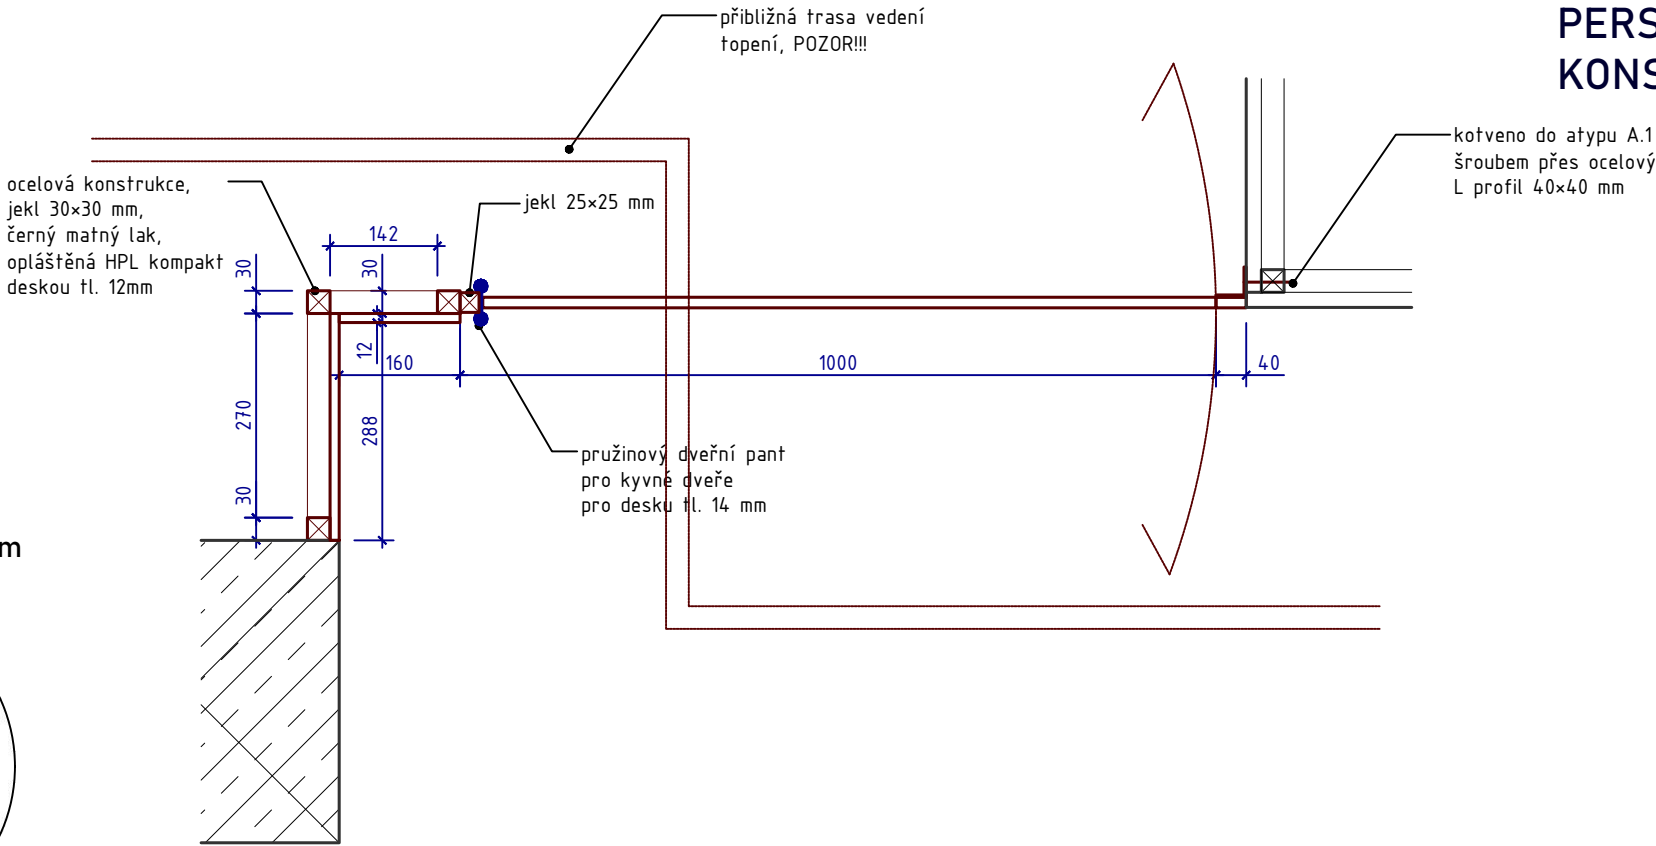 přibližná trasa vedení
topení, POZOR!!!
PERS
KONS
kotveno do atypu A.1
šroubem přes ocelový
L profil 40×40 mm
ocelová konstrukce,
jekl 30×30 mm,
černý matný lak,
opláštěná HPL kompakt
deskou tl. 12mm
jekl 25×25 mm
142
30
30
12
160
1000
40
270
288
30
pružinový dveřní pant
pro kyvné dveře
pro desku tl. 14 mm
m